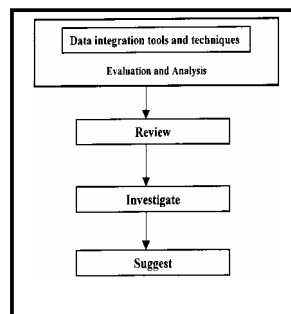 Data integration tools and techniques
Evaluation and Analysis
Review
Investigate
Suggest